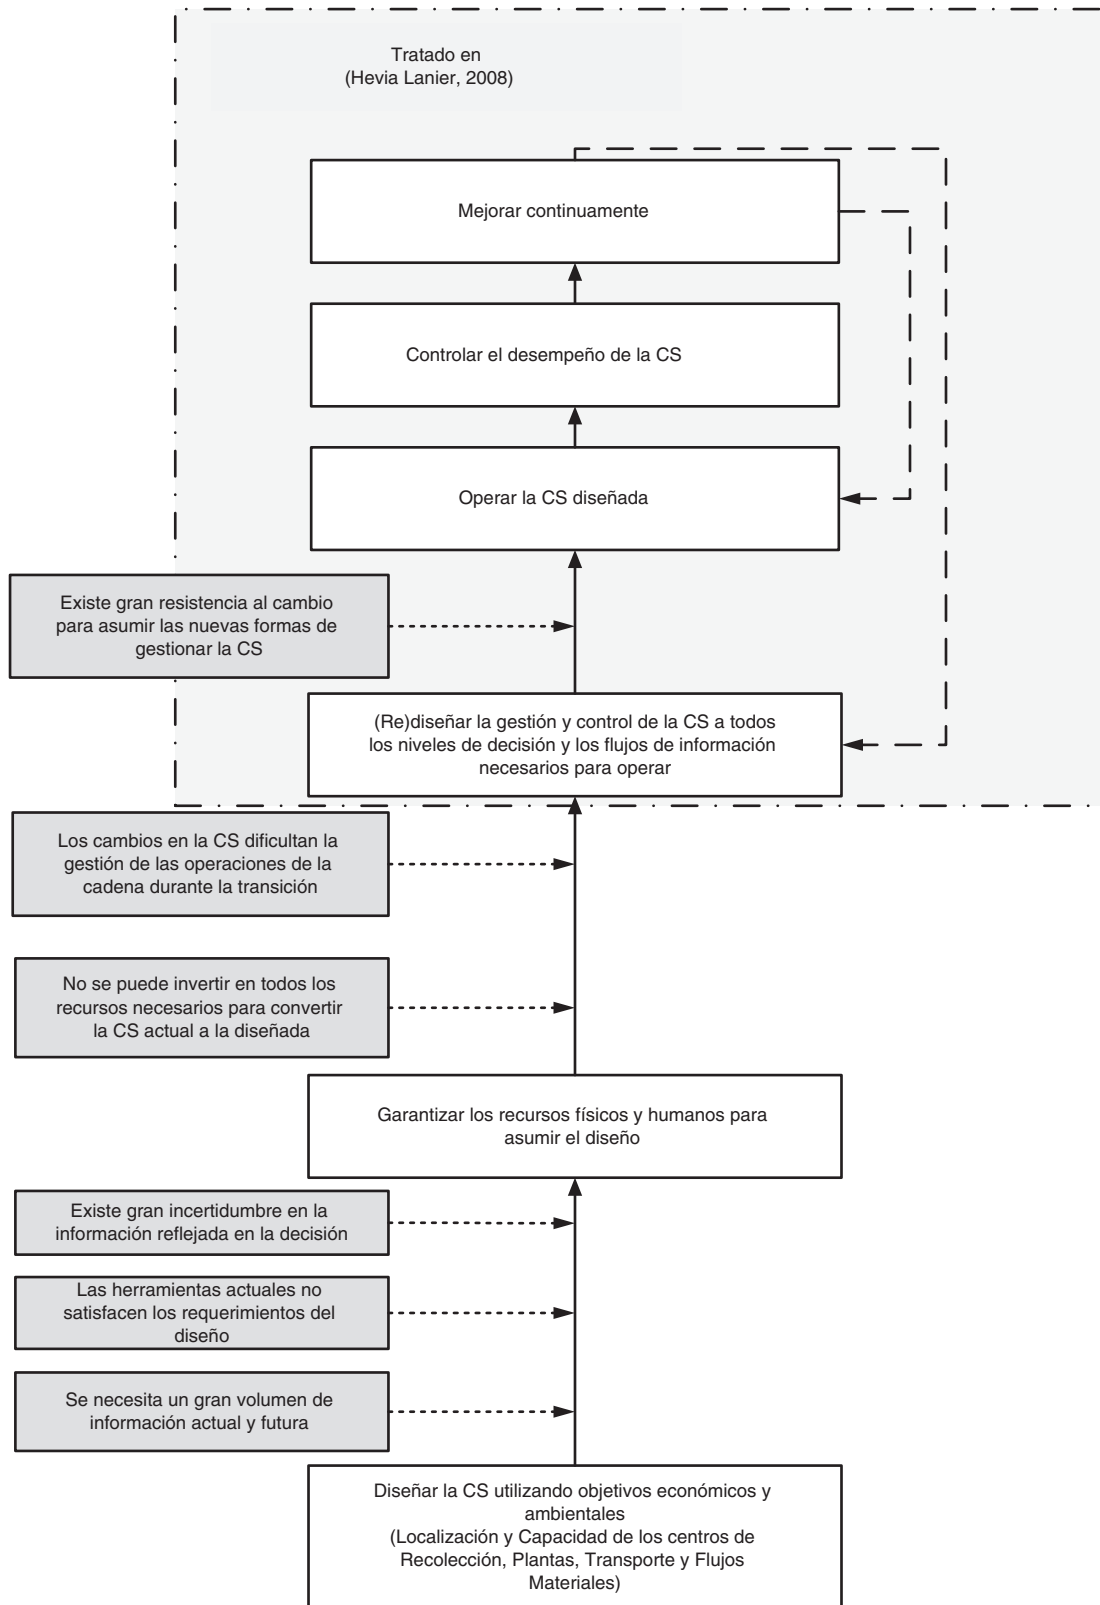 Tratado en
(Hevia Lanier, 2008)
Mejorar continuamente
Controlar el desempeño de la CS
Operar la CS diseñada
Existe gran resistencia al cambio
para asumir las nuevas formas de
gestionar la CS
(Re)diseñar la gestión y control de la CS a todos
los niveles de decisión y los flujos de información
necesarios para operar
Los cambios en la CS dificultan la
gestión de las operaciones de la
cadena durante la transición
No se puede invertir en todos los
recursos necesarios para convertir
la CS actual a la diseñada
Garantizar los recursos físicos y humanos para
asumir el diseño
Existe gran incertidumbre en la
información reflejada en la decisión
Las herramientas actuales no
satisfacen los requerimientos del
diseño
Se necesita un gran volumen de
información actual y futura
Diseñar la CS utilizando objetivos económicos y
ambientales
(Localización y Capacidad de los centros de
Recolección, Plantas, Transporte y Flujos
Materiales)